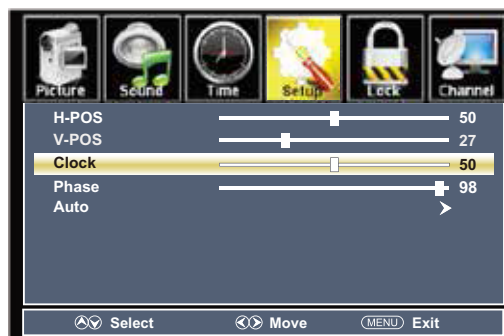 Picture Sound Time Setup Lock Channel
H-POS 50
V-POS 27
Clock 50
Phase 98
Auto
Select Move MENU Exit